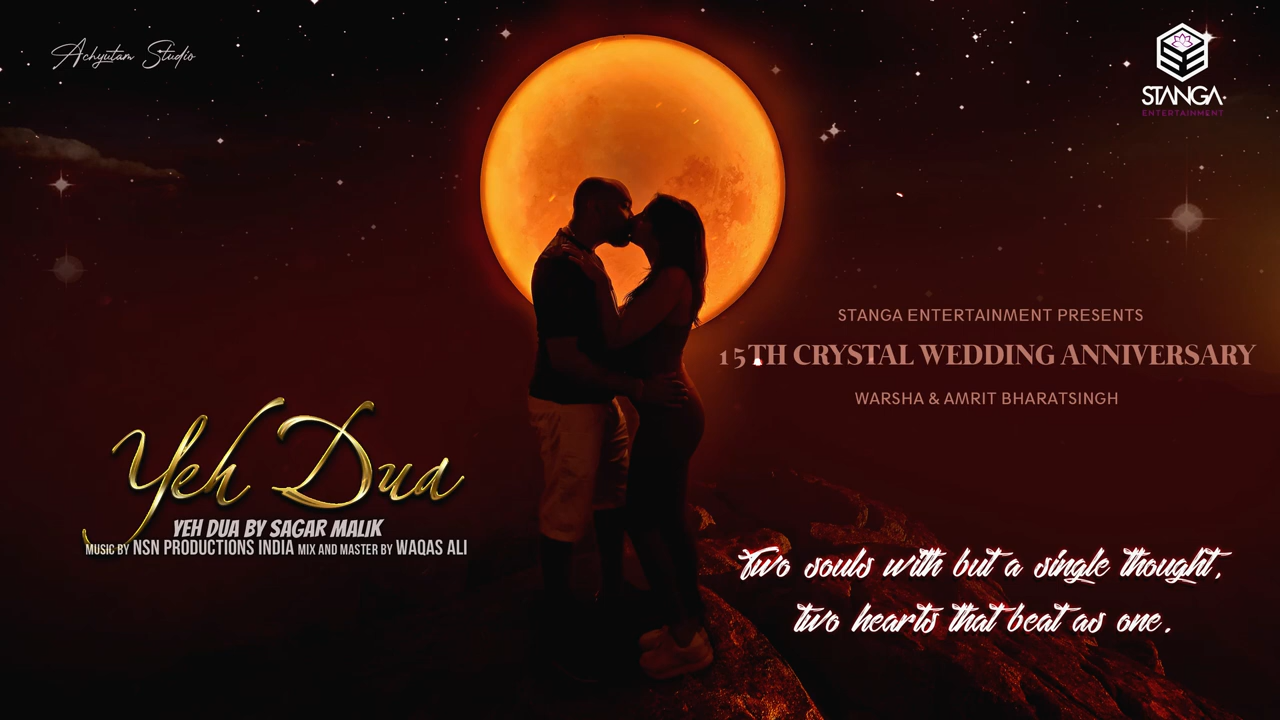 Achyutam Studio
STANGA
ENTERTAINMENT
STANGA ENTERTAINMENT PRESENTS
15TH CRYSTAL WEDDING ANNIVERSARY
WARSHA & AMRIT BHARATSINGH
Yeh Dua
YEH DUA BY SAGAR MALIK
MUSIC BY NSN PRODUCTIONS INDIA MIX AND MASTER BY WAQAS ALI
Two souls with but a single thought,
two hearts that beat as one.